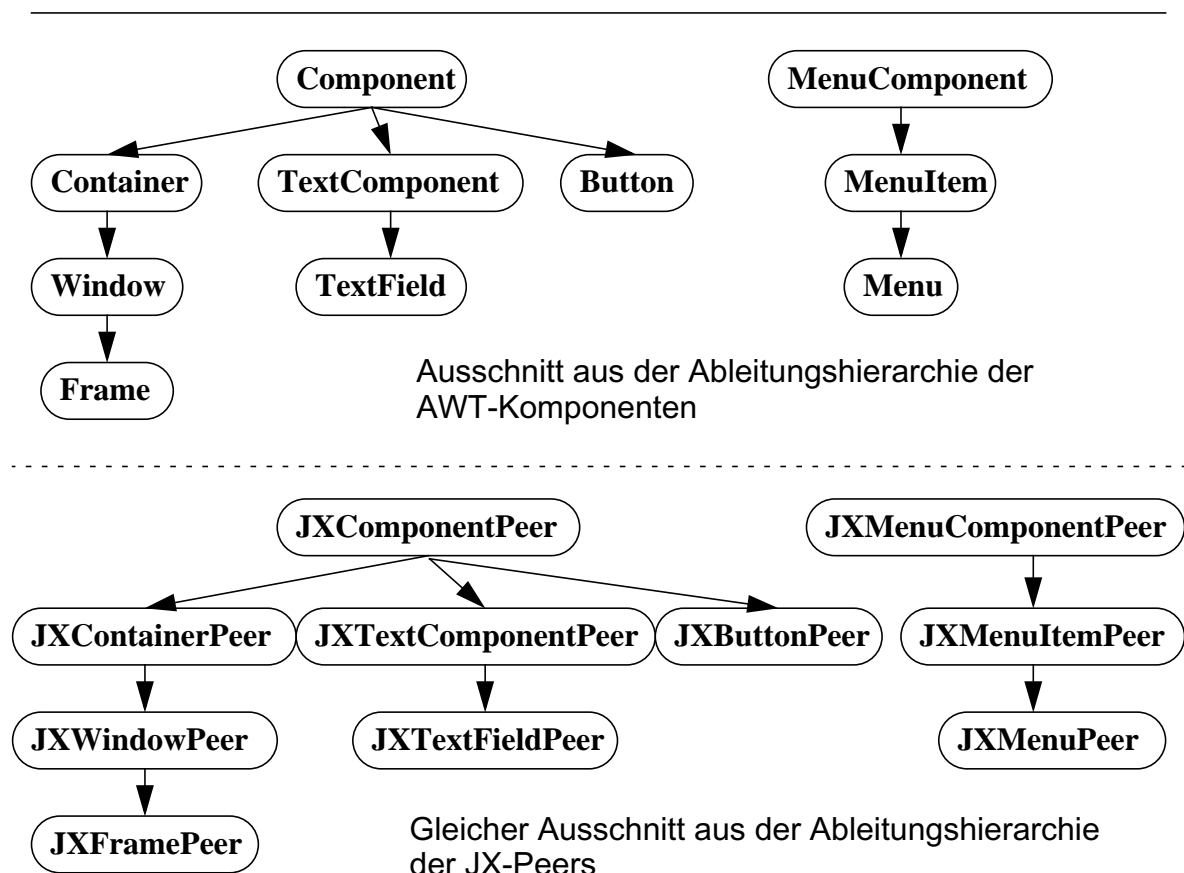 Component MenuComponent
Container TextComponent Button MenuItem
Window TextField Menu
Frame
Ausschnitt aus der Ableitungshierarchie der
AWT-Komponenten
JXComponentPeer JXMenuComponentPeer
JXContainerPeer JXTextComponentPeer JXButtonPeer JXMenuItemPeer
JXWindowPeer JXTextFieldPeer JXMenuPeer
JXFramePeer
Gleicher Ausschnitt aus der Ableitungshierarchie
der JX-Peers